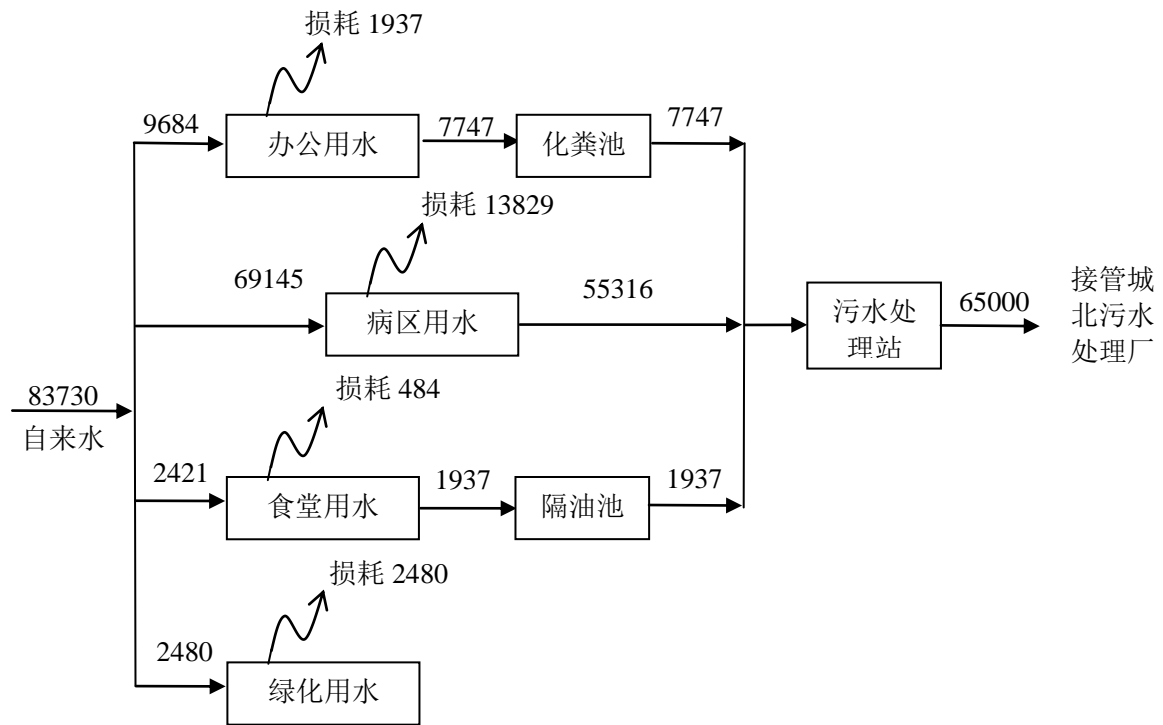 损耗 1937
9684
办公用水
7747
化粪池
7747
损耗 13829
69145
病区用水
55316
污水处
理站
65000
接管城
北污水
处理厂
83730
自来水
损耗 484
2421
食堂用水
1937
隔油池
1937
损耗 2480
2480
绿化用水